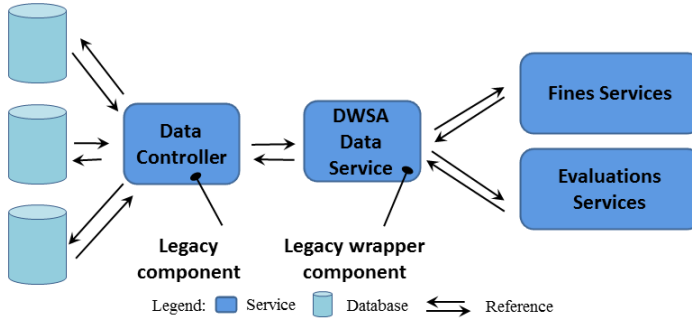 Data
Controller
DWSA
Data
Service
Fines Services
Evaluations
Services
Legacy
component
Legacy wrapper
component
Legend: Service Database Reference